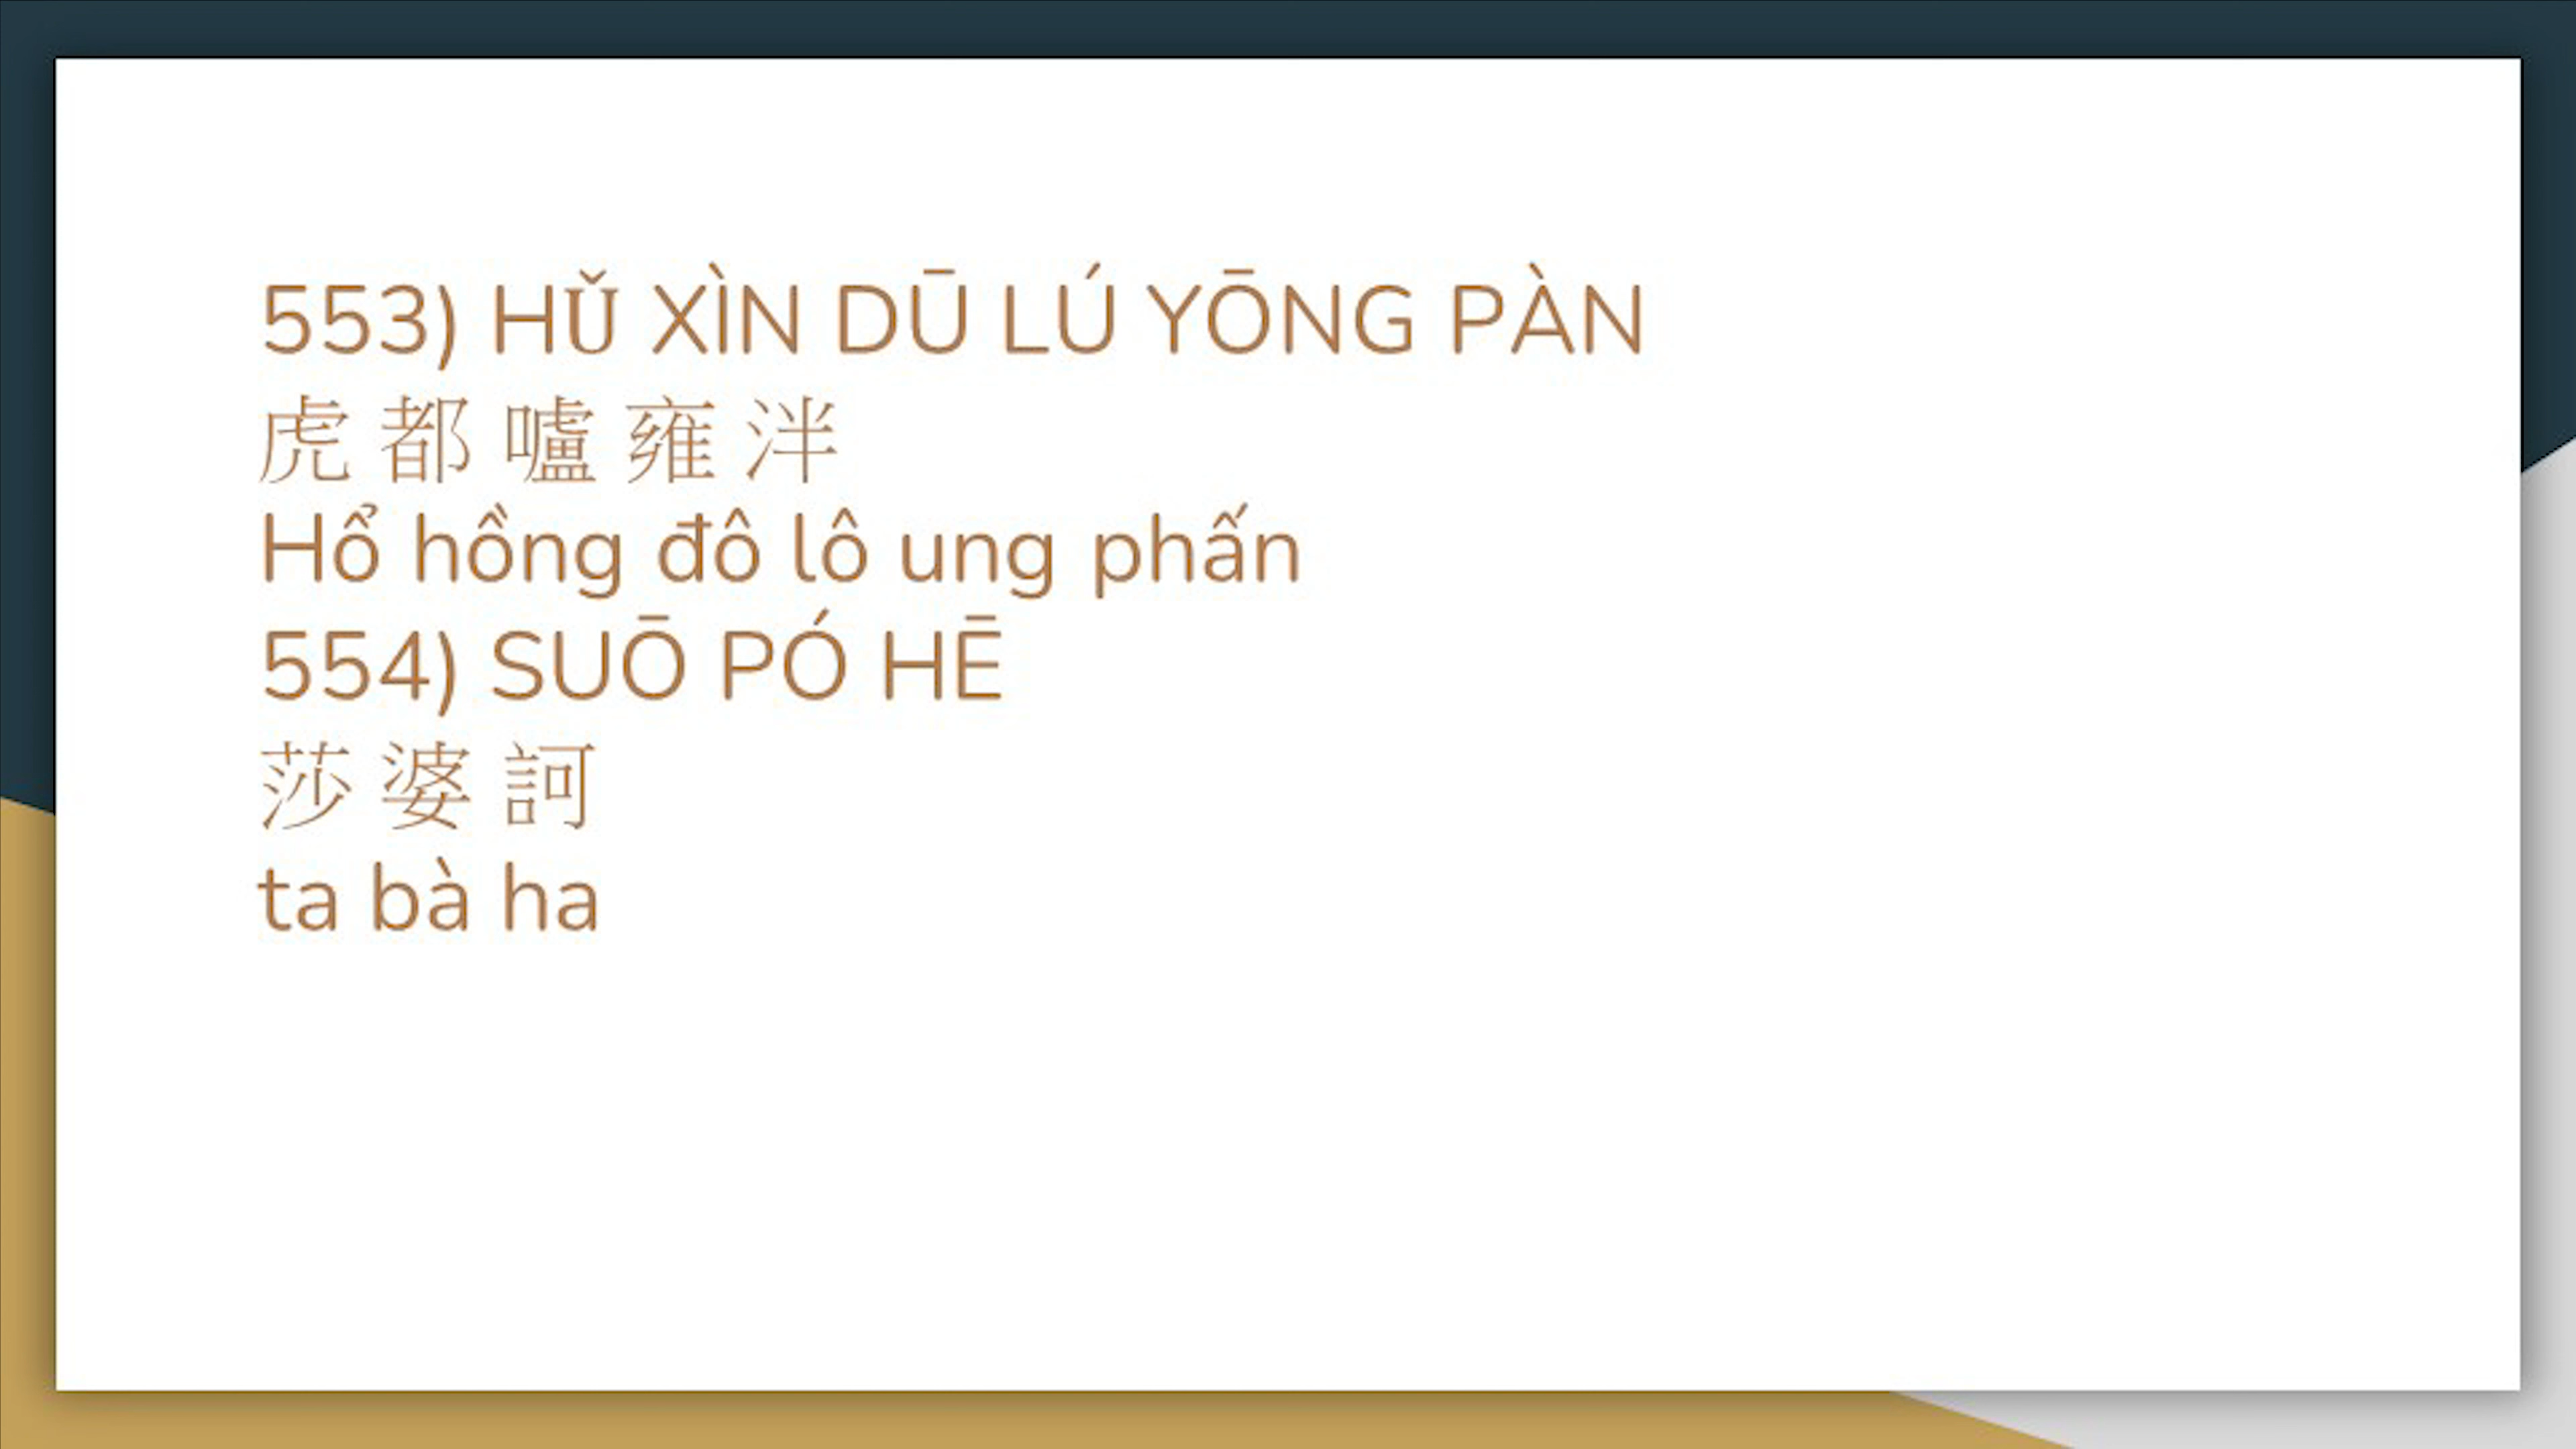 553) HǓ XÌN DŪ LÚ YŌNG PÀN
虎 都 嚧 雍 泮
Hổ hồng đô lô ung phấn
554) SUŌ PÓ HĒ
莎 婆 訶
ta bà ha